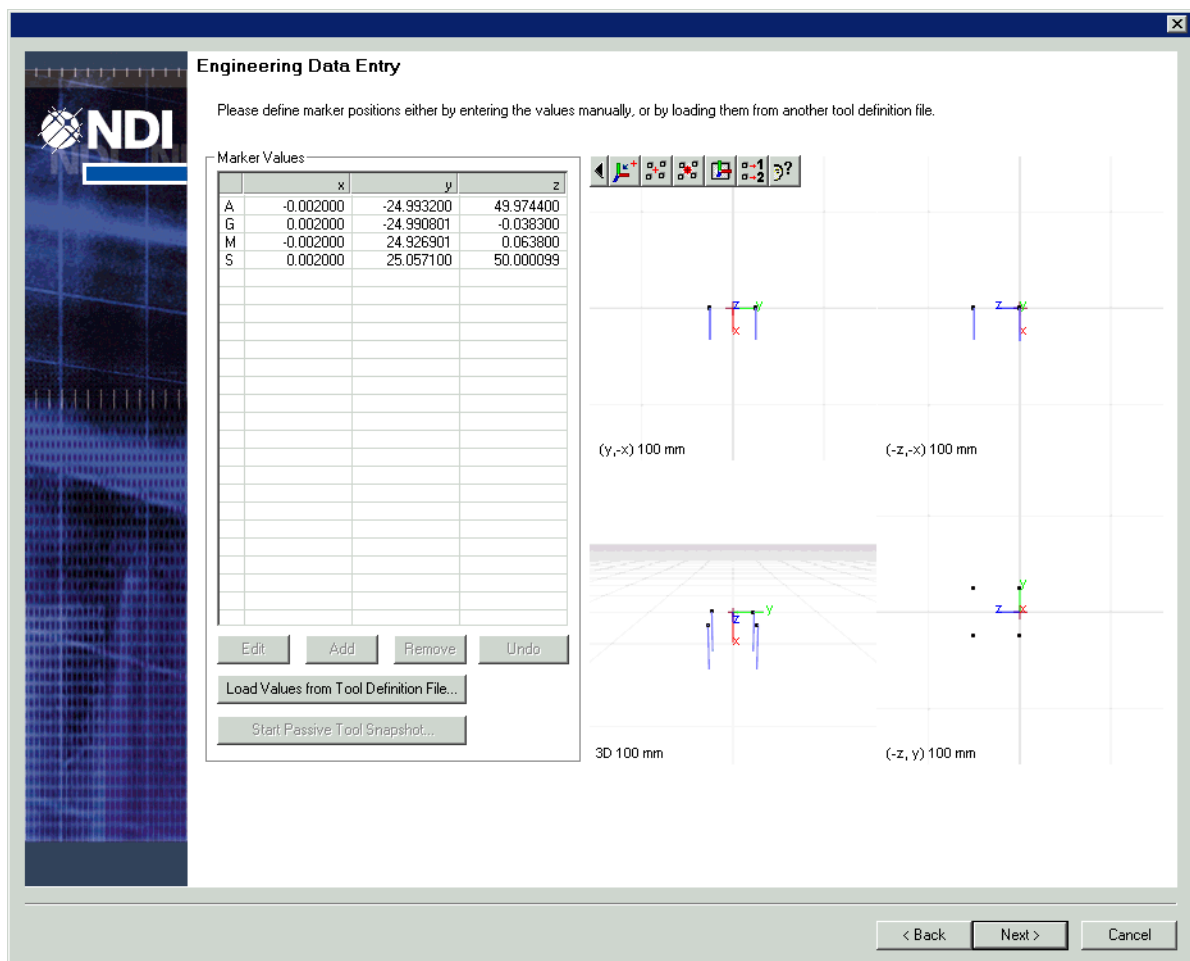 Engineering Data Entry
Please define marker positions either by entering the values manually, or by loading them from another tool definition file.
NDI
Marker Values
x y z
A -0.002000 -24.993200 49.974400
G 0.002000 -24.990801 -0.038300
M -0.002000 24.926901 0.063800
S 0.002000 25.057100 50.000099
1
2
?
z y
x
(y,-x) 100 mm
z y
x
(-z,-x) 100 mm
y
z
x
3D 100 mm
y
z x
(-z, y) 100 mm
Edit Add Remove Undo
Load Values from Tool Definition File...
Start Passive Tool Snapshot...
< Back Next > Cancel